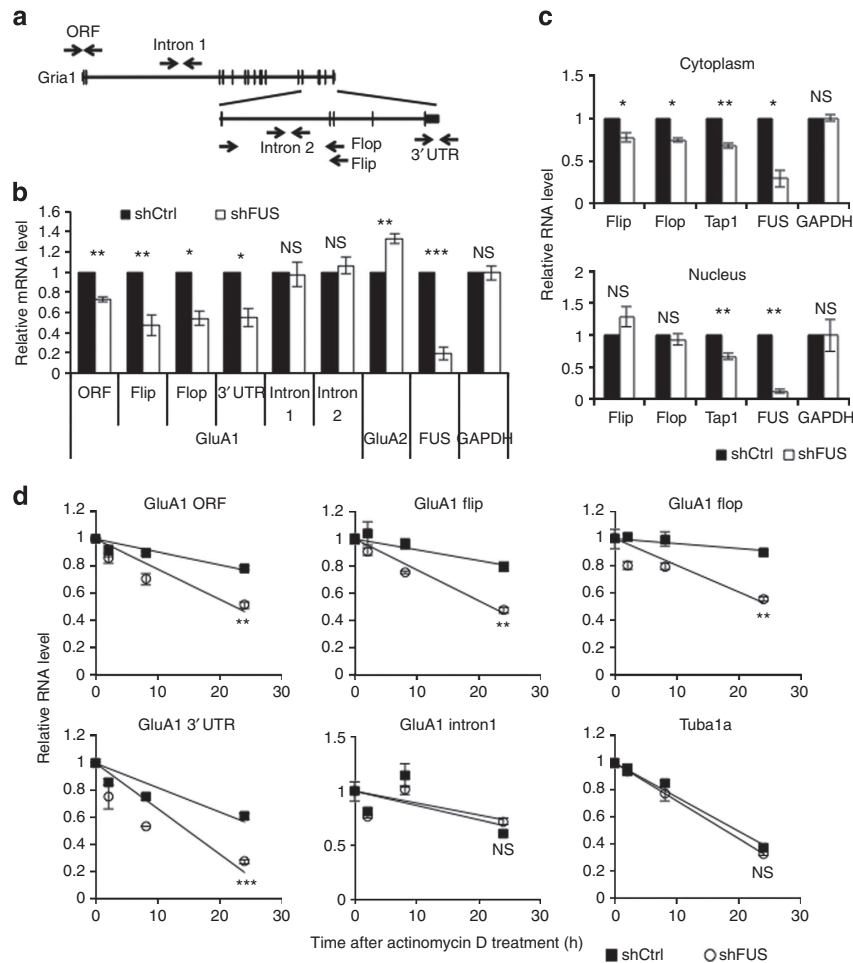 a
ORF
Intron 1
Gria1
Intron 2
Flop
Flip
3′ UTR
b
shCtrl shFUS
Relative mRNA level
1.6
1.4
1.2
1.0
0.8
0.6
0.4
0.2
0
** ** * * NS NS ** *** NS
ORF Flip Flop 3′ UTR Intron 1 Intron 2
GluA1 GluA2 FUS GAPDH
c
Cytoplasm
Relative RNA level
1.5
1
0.5
0
* * ** * NS
Flip Flop Tap1 FUS GAPDH
Nucleus
2
1.5
1
0.5
0
NS NS ** ** NS
Flip Flop Tap1 FUS GAPDH
shCtrl shFUS
d
Relative RNA level
GluA1 ORF
1.2
1
0.8
0.6
0.4
0.2
0
**
0 10 20 30
GluA1 flip
1.2
1
0.8
0.6
0.4
0.2
0
**
0 10 20 30
GluA1 flop
1.2
1
0.8
0.6
0.4
0.2
0
**
0 10 20 30
GluA1 3′ UTR
1.2
1
0.8
0.6
0.4
0.2
0
***
0 10 20 30
GluA1 intron1
1.5
1
0.5
0
NS
0 10 20 30
Tuba1a
1.2
1
0.8
0.6
0.4
0.2
0
NS
0 10 20 30
Time after actinomycin D treatment (h)
shCtrl shFUS